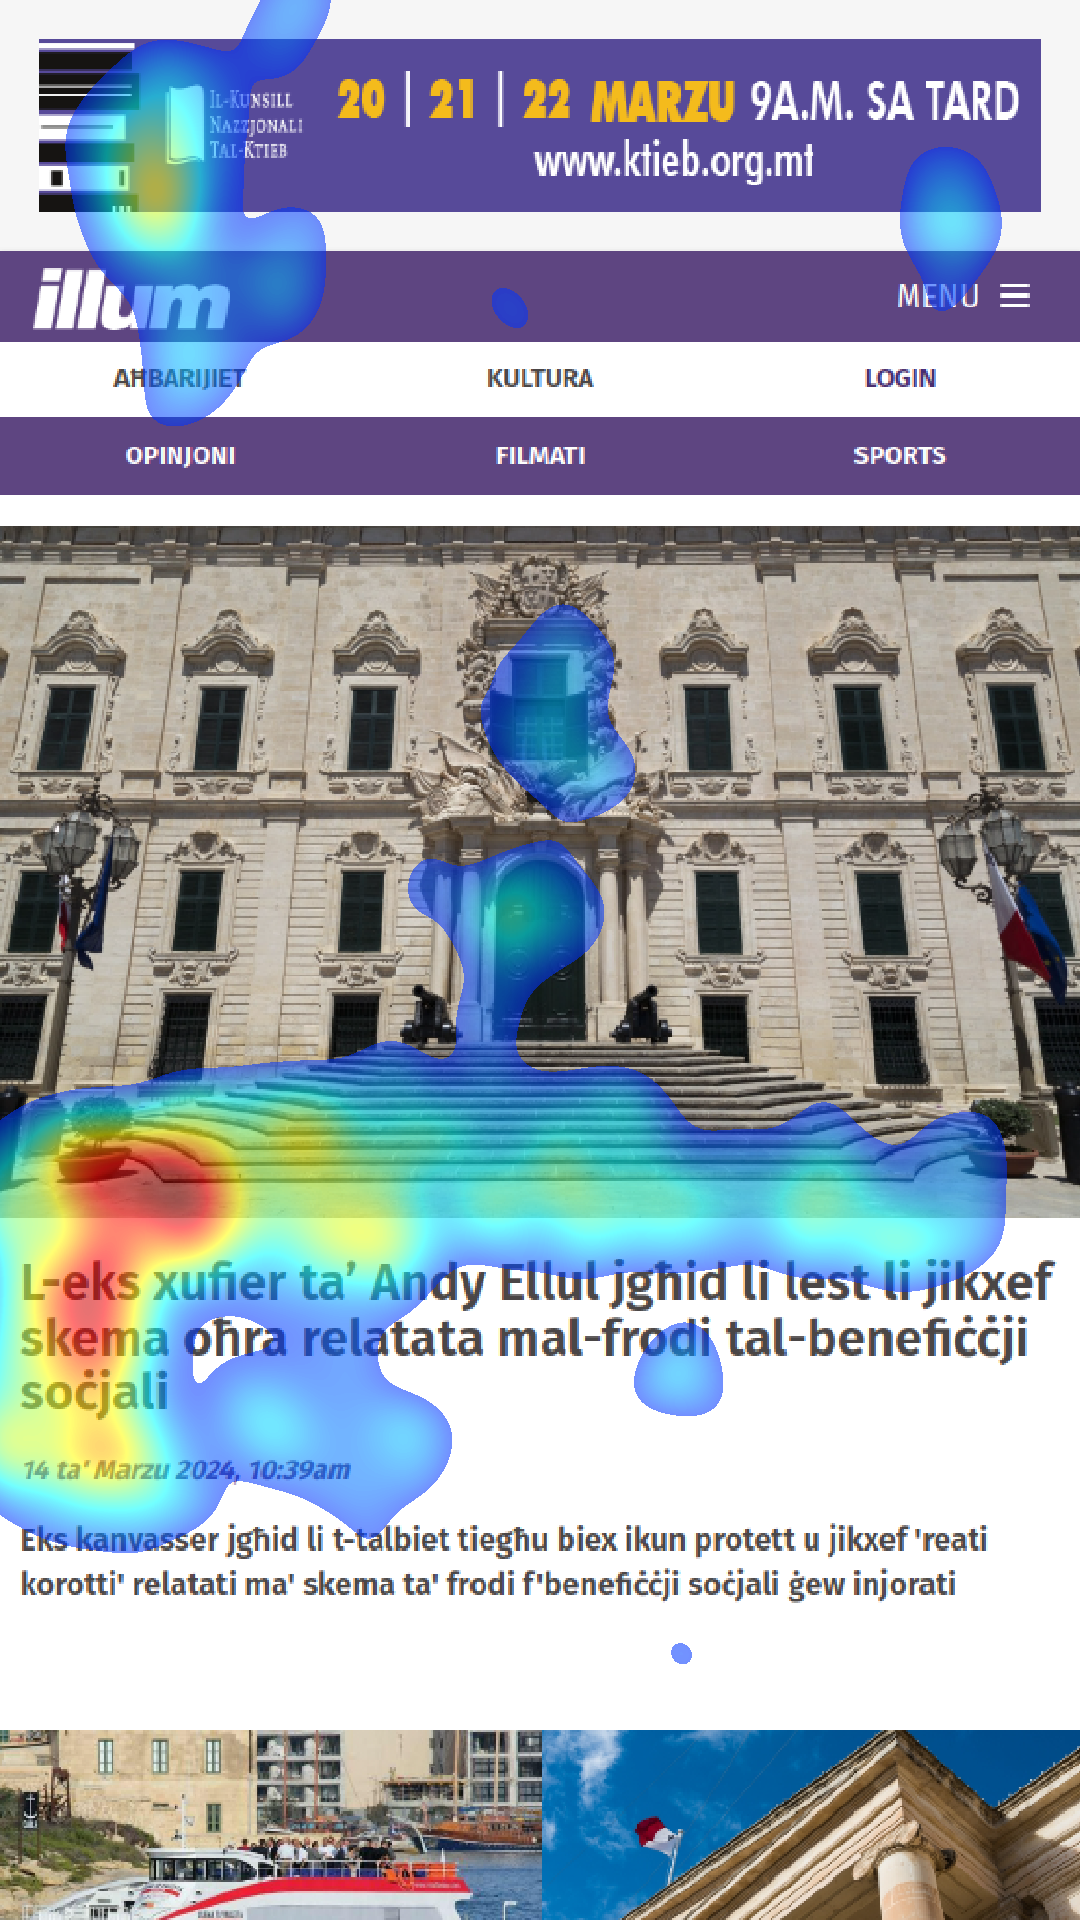 IL-KUNSILL
NAZZJONALI
TAL-KTIEB
20 | 21 | 22 MARZU 9A.M. SA TARD
www.ktieb.org.mt
illum
MENU
AĦBARIJIET KULTURA LOGIN
OPINJONI FILMATI SPORTS
L-eks xufier ta’ Andy Ellul jgħid li lest li jikxef
skema oħra relatata mal-frodi tal-benefiċċji
soċjali
14 ta’ Marzu 2024, 10:39am
Eks kanvasser jgħid li t-talbiet tiegħu biex ikun protett u jikxef 'reati
korotti' relatati ma' skema ta' frodi f'benefiċċji soċjali ġew injorati